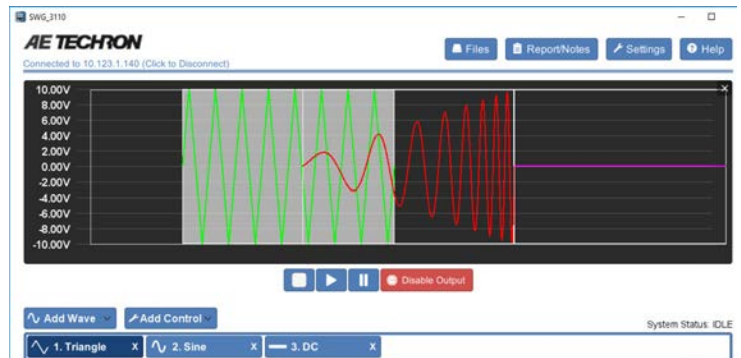 SWG_3110
AE TECHRON
Files
Report/Notes
Settings
Help
Connected to 10.123.1.140 (Click to Disconnect)
10.00V
8.00V
6.00V
4.00V
2.00V
0.00V
-2.00V
-4.00V
-6.00V
-8.00V
-10.00V
Disable Output
Add Wave
Add Control
System Status: IDLE
1. Triangle x
2. Sine x
3. DC x